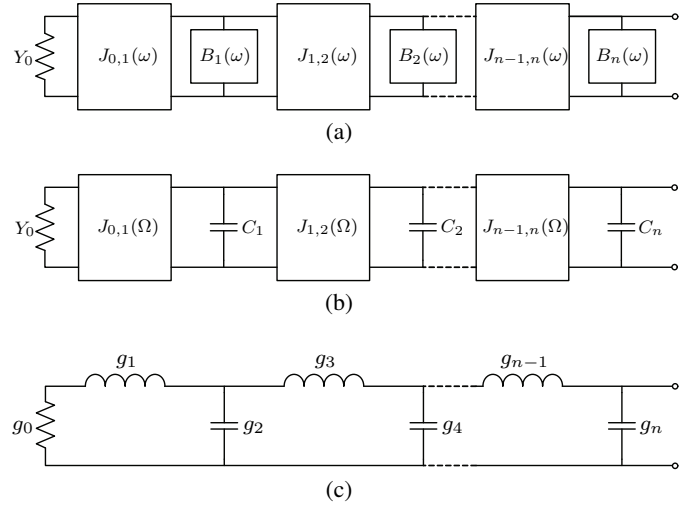 Y₀ J₀,₁(ω) B₁(ω) J₁,₂(ω) B₂(ω) Jₙ₋₁,ₙ(ω) Bₙ(ω)
(a)
Y₀ J₀,₁(Ω) C₁ J₁,₂(Ω) C₂ Jₙ₋₁,ₙ(Ω) Cₙ
(b)
g₁ g₃ gₙ₋₁
g₀ g₂ g₄ gₙ
(c)